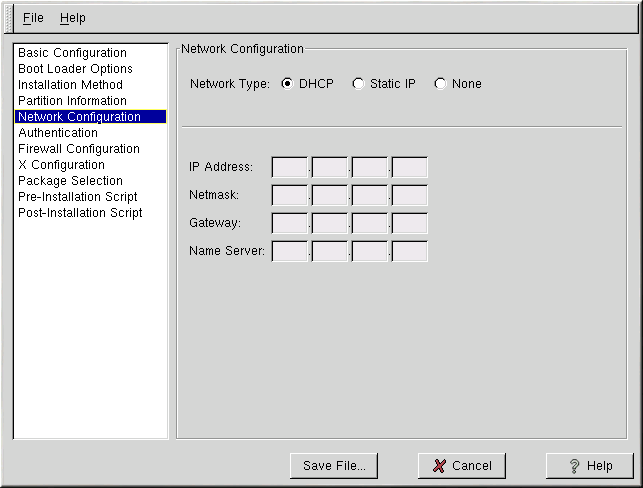 File Help
Basic Configuration
Boot Loader Options
Installation Method
Partition Information
Network Configuration
Authentication
Firewall Configuration
X Configuration
Package Selection
Pre-Installation Script
Post-Installation Script
Network Configuration
Network Type: DHCP Static IP None
IP Address: . . .
Netmask: . . .
Gateway: . . .
Name Server: . . .
Save File... Cancel ? Help